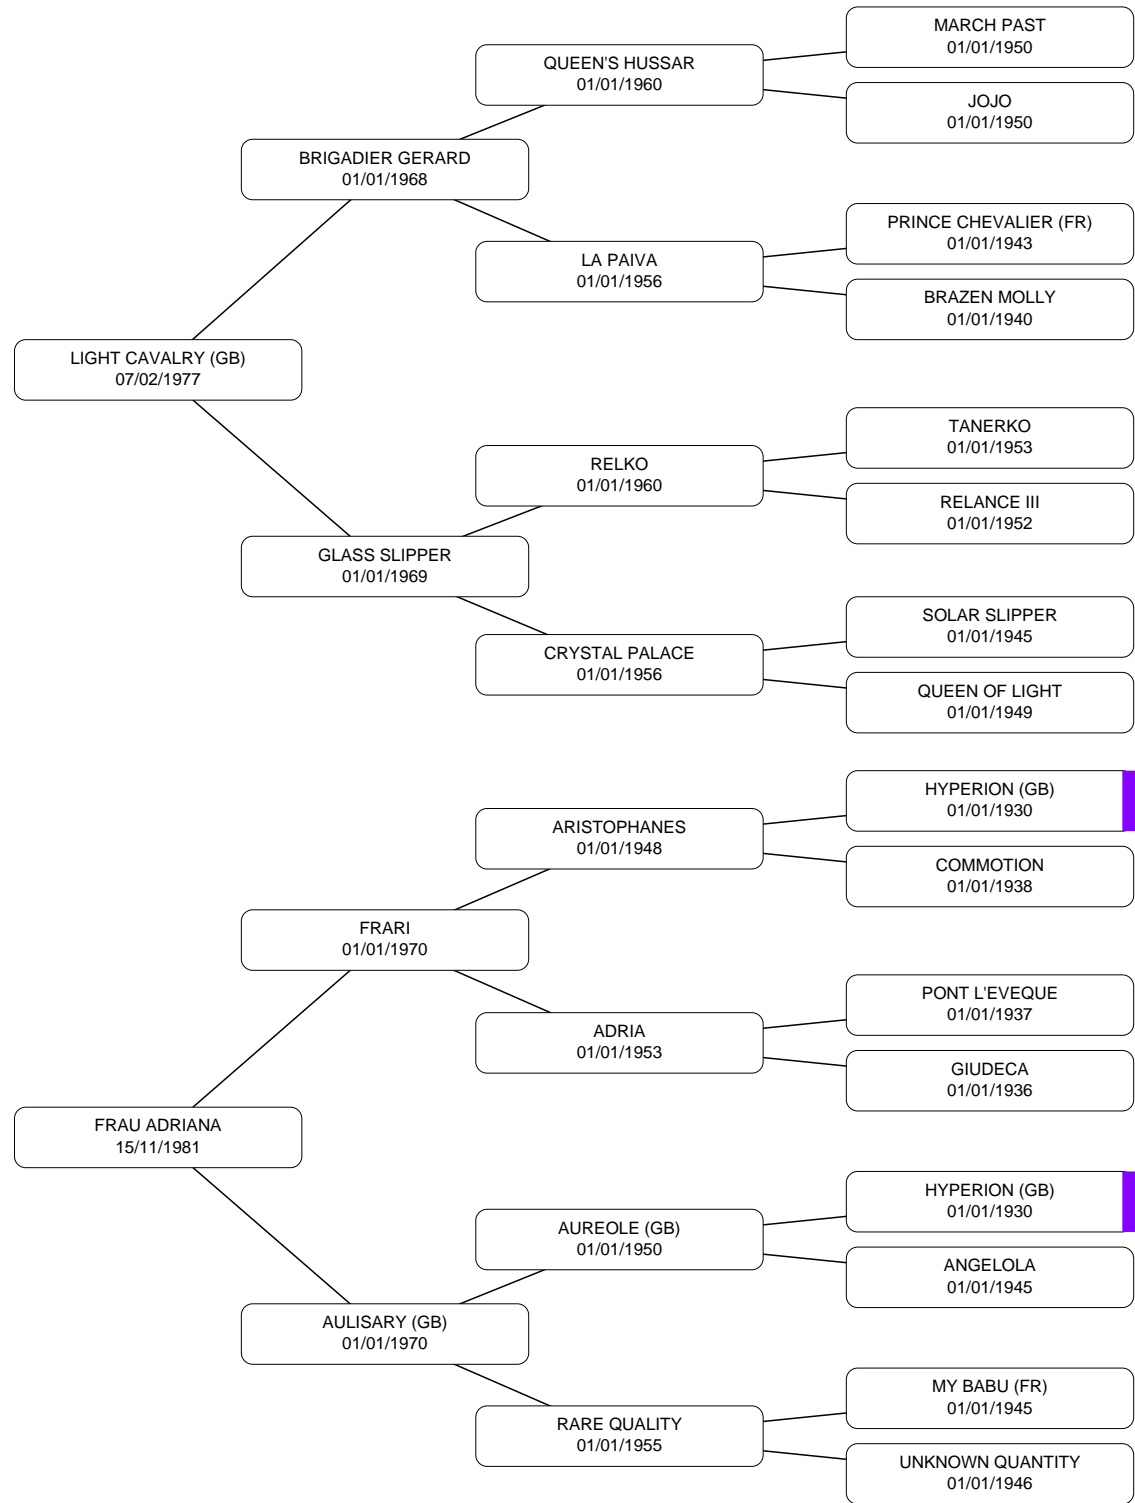 MARCH PAST
01/01/1950
QUEEN'S HUSSAR
01/01/1960
JOJO
01/01/1950
BRIGADIER GERARD
01/01/1968
PRINCE CHEVALIER (FR)
01/01/1943
LA PAIVA
01/01/1956
BRAZEN MOLLY
01/01/1940
LIGHT CAVALRY (GB)
07/02/1977
TANERKO
01/01/1953
RELKO
01/01/1960
RELANCE III
01/01/1952
GLASS SLIPPER
01/01/1969
SOLAR SLIPPER
01/01/1945
CRYSTAL PALACE
01/01/1956
QUEEN OF LIGHT
01/01/1949
HYPERION (GB)
01/01/1930
ARISTOPHANES
01/01/1948
COMMOTION
01/01/1938
FRARI
01/01/1970
PONT L'EVEQUE
01/01/1937
ADRIA
01/01/1953
GIUDECA
01/01/1936
FRAU ADRIANA
15/11/1981
HYPERION (GB)
01/01/1930
AUREOLE (GB)
01/01/1950
ANGELOLA
01/01/1945
AULISARY (GB)
01/01/1970
MY BABU (FR)
01/01/1945
RARE QUALITY
01/01/1955
UNKNOWN QUANTITY
01/01/1946